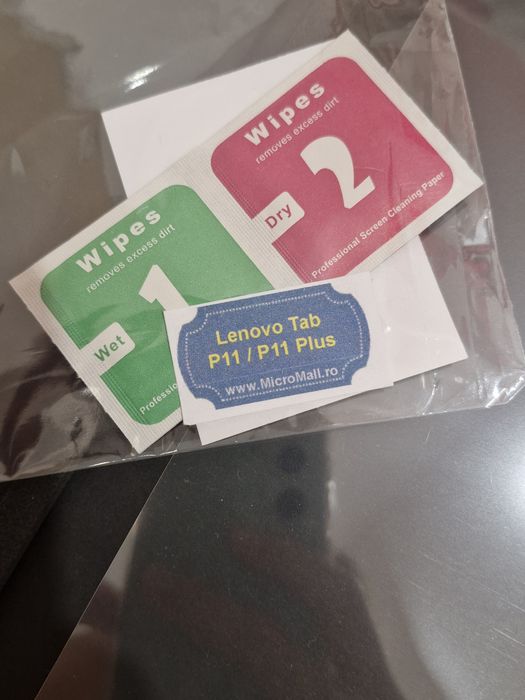 Wipes
removes excess dirt
1
Wet
Wipes
removes excess dirt
2
Dry
Professional Screen Cleaning Paper
Lenovo Tab
P11 / P11 Plus
www.MicroMall.ro